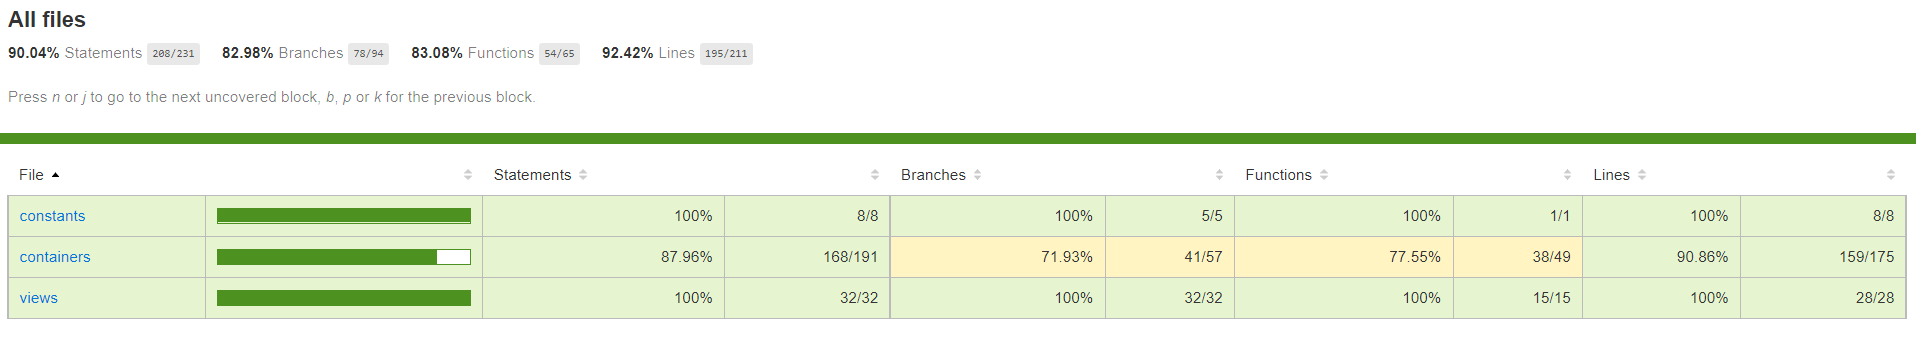 All files
90.04% Statements 208/231 82.98% Branches 78/94 83.08% Functions 54/65 92.42% Lines 195/211
Press n or j to go to the next uncovered block, b, p or k for the previous block.
File Statements Branches Functions Lines
constants 100% 8/8 100% 5/5 100% 1/1 100% 8/8
containers 87.96% 168/191 71.93% 41/57 77.55% 38/49 90.86% 159/175
views 100% 32/32 100% 32/32 100% 15/15 100% 28/28